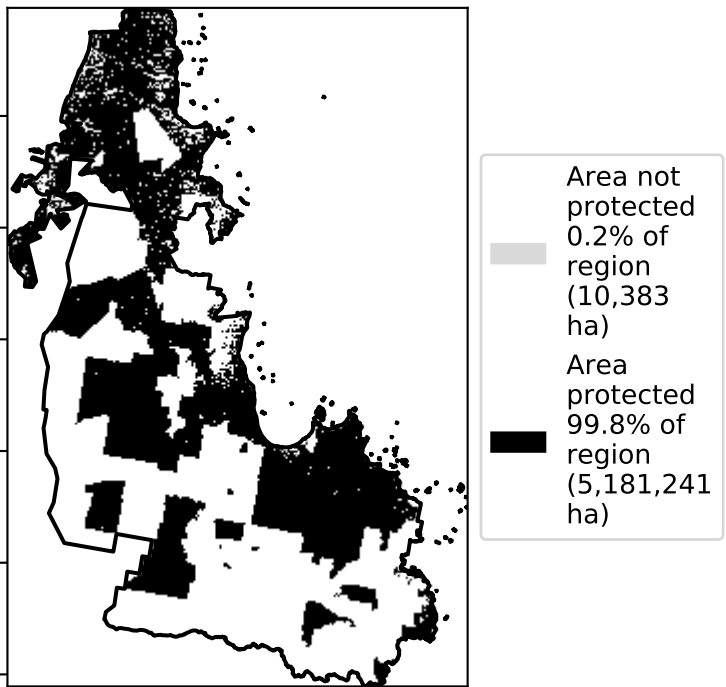 Area not
protected
0.2% of
region
(10,383
ha)
Area
protected
99.8% of
region
(5,181,241
ha)